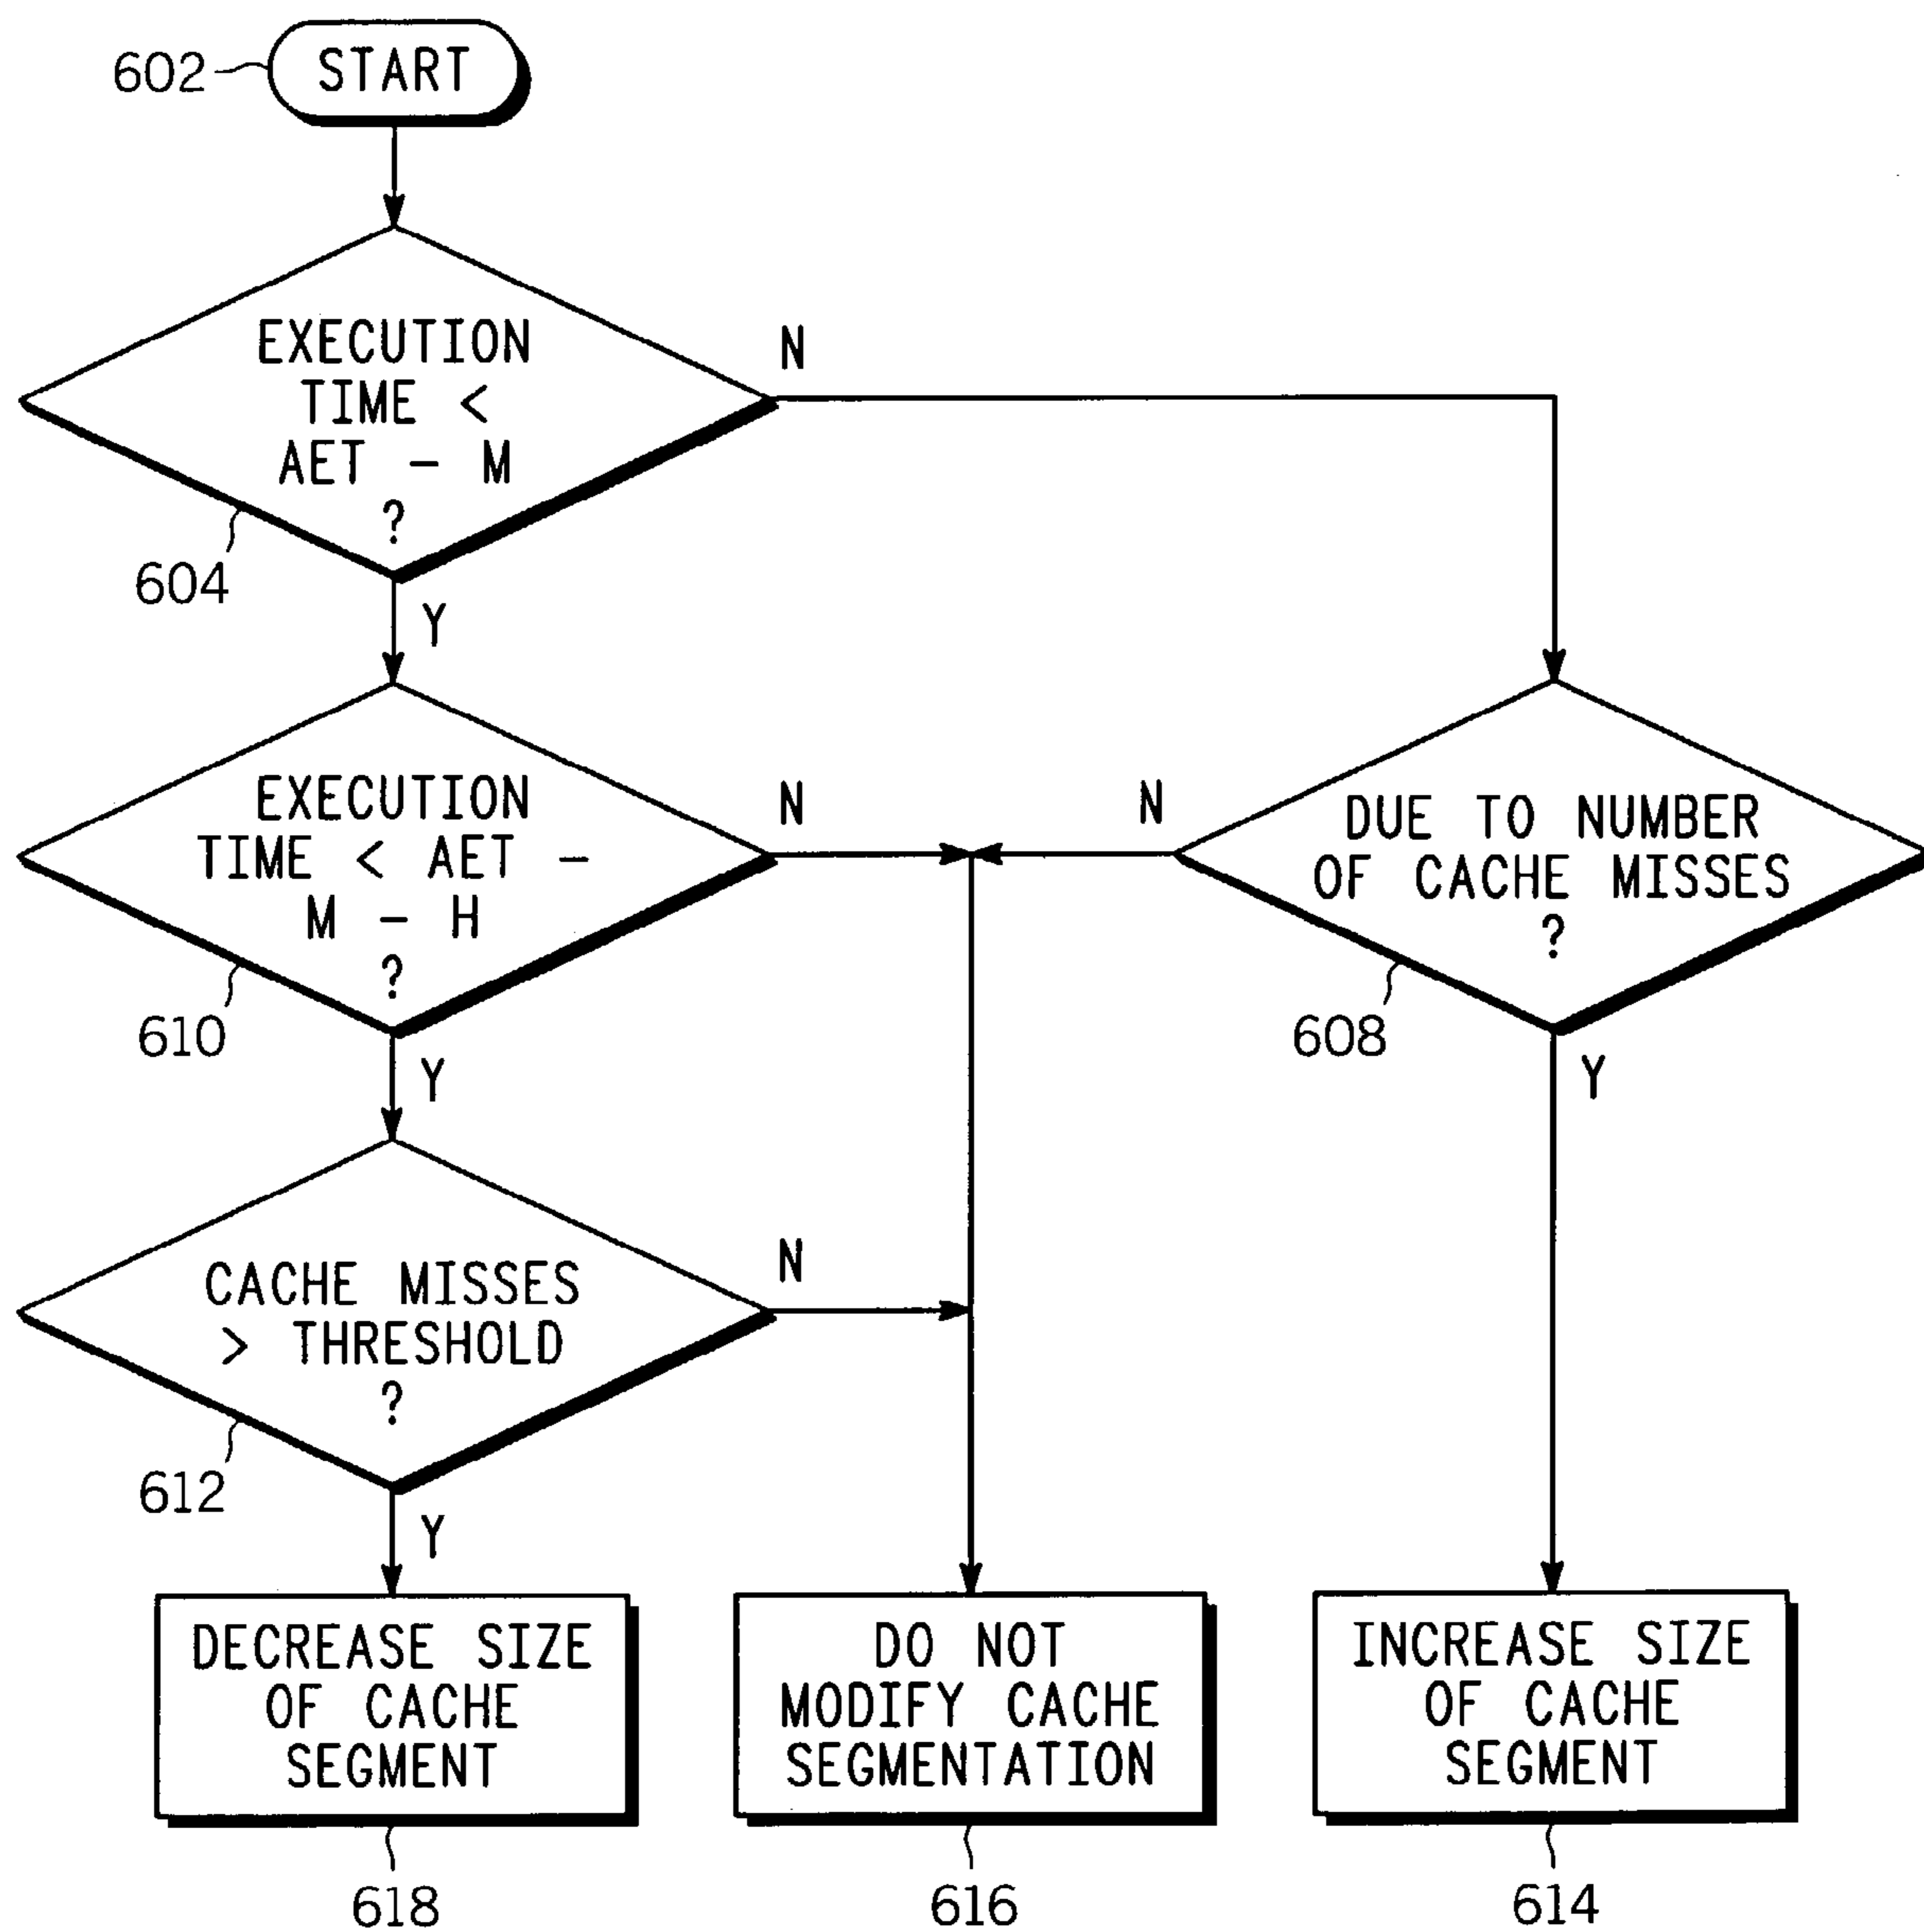 602
START
EXECUTION
TIME <
AET - M
?
N
604
Y
EXECUTION
TIME < AET -
M - H
?
N
610
Y
N
DUE TO NUMBER
OF CACHE MISSES
?
608
Y
CACHE MISSES
> THRESHOLD
?
N
612
Y
DECREASE SIZE
OF CACHE
SEGMENT
618
DO NOT
MODIFY CACHE
SEGMENTATION
616
INCREASE SIZE
OF CACHE
SEGMENT
614